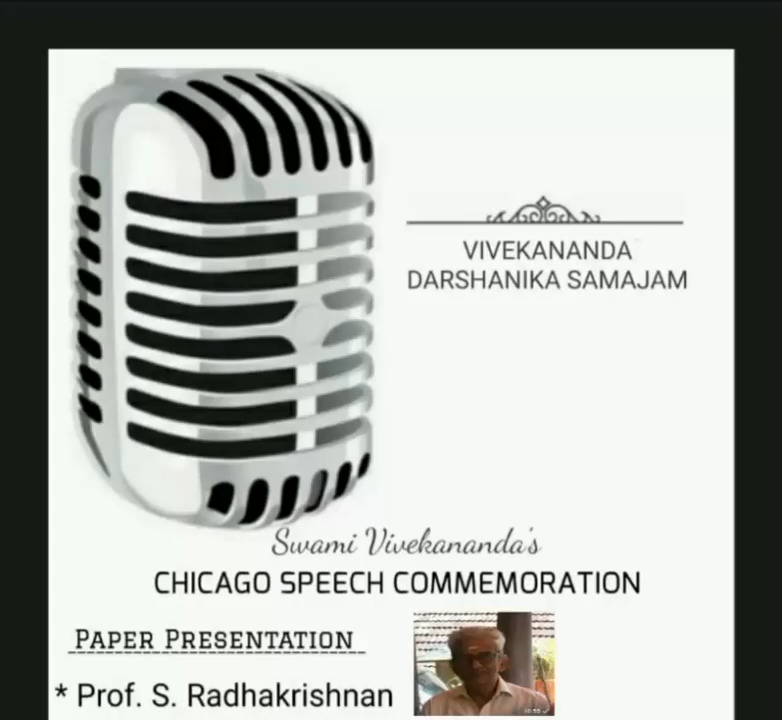 VIVEKANANDA
DARSHANIKA SAMAJAM
Swami Vivekananda's
CHICAGO SPEECH COMMEMORATION
PAPER PRESENTATION
* Prof. S. Radhakrishnan